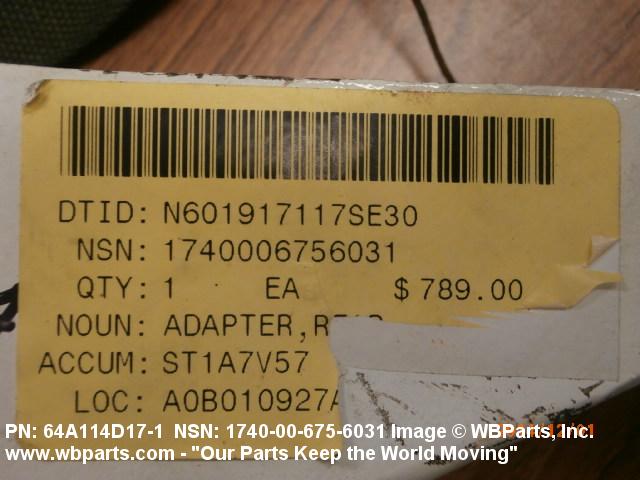 DTID: N601917117SE30
NSN: 1740006756031
QTY: 1 EA $ 789.00
NOUN: ADAPTER,
ACCUM: ST1A7V57
LOC: A0B010927A
PN: 64A114D17-1 NSN: 1740-00-675-6031 Image © WBParts, Inc.
www.wbparts.com - "Our Parts Keep the World Moving"